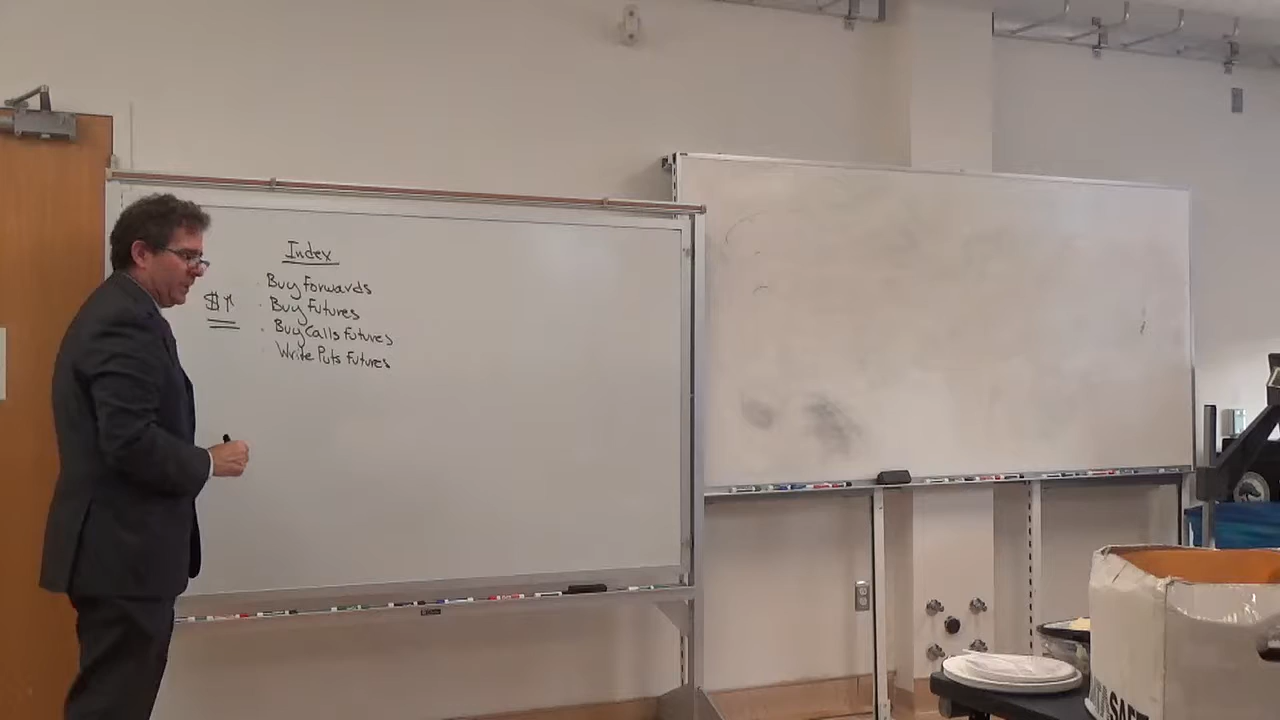 Index
Buy Forwards
$↑
Buy Futures
Buy Calls Futures
Write Puts Futures